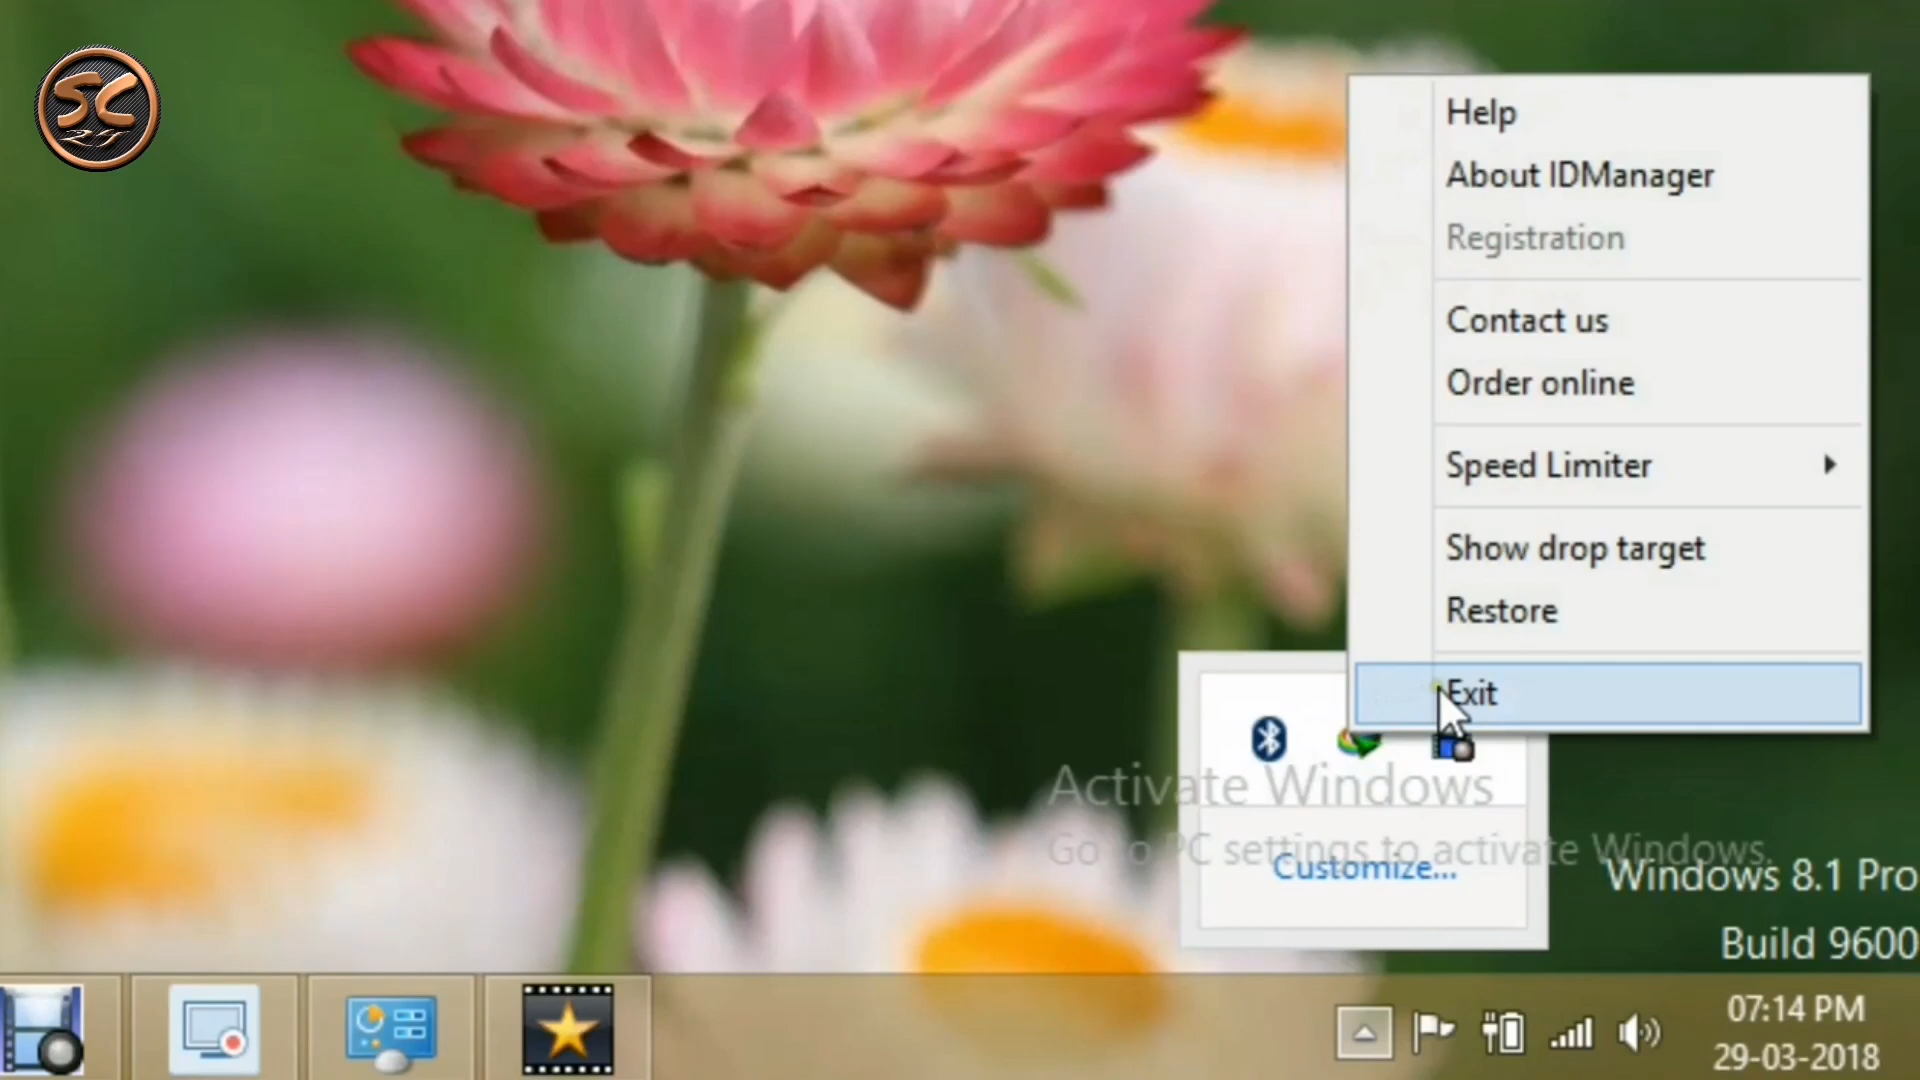 SC
Help
About IDManager
Registration
Contact us
Order online
Speed Limiter
Show drop target
Restore
Exit
Activate Windows
Go to PC settings to activate Windows.
Customize...
Windows 8.1 Pro
Build 9600
07:14 PM
29-03-2018